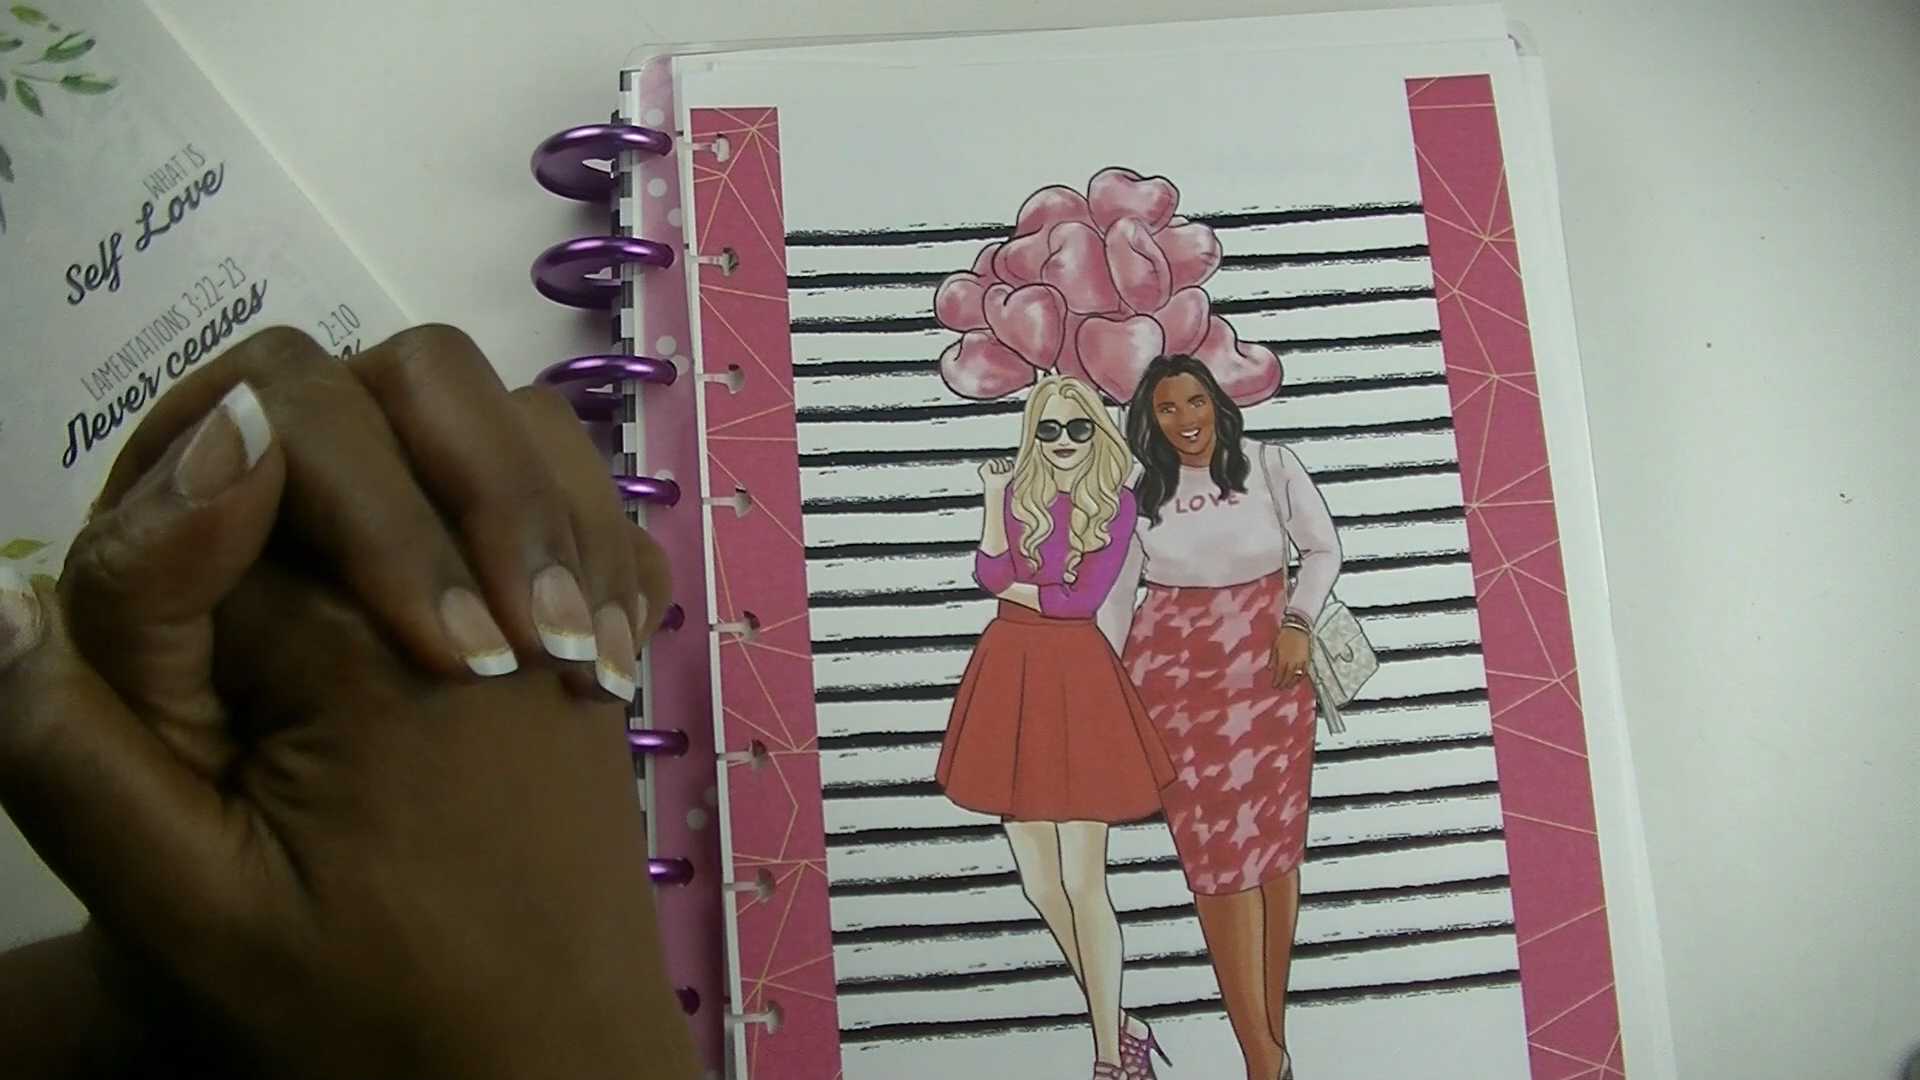 WHAT IS
Self Love
LAMENTATIONS 3:22-23
Never ceases
2:10
LOVE